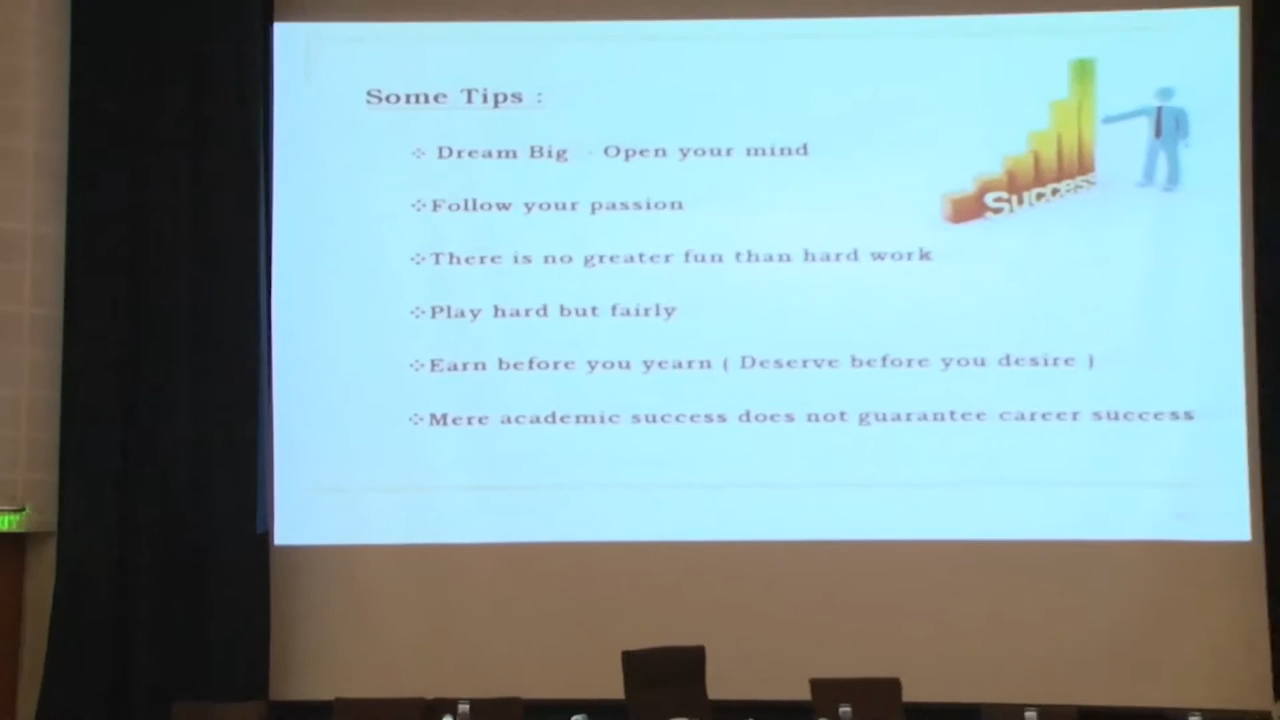 Some Tips :
Dream Big - Open your mind
Follow your passion
There is no greater fun than hard work
Play hard but fairly
Earn before you yearn ( Deserve before you desire )
Mere academic success does not guarantee career success
Success